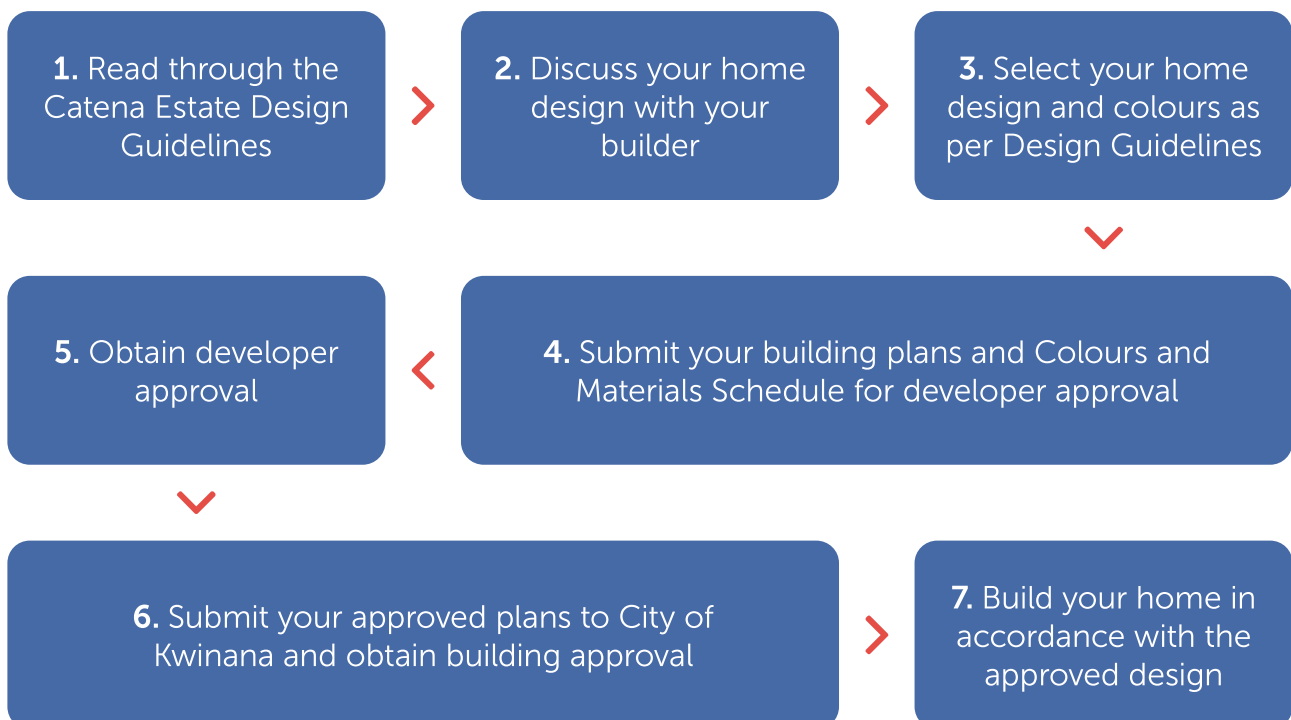 1. Read through the
Catena Estate Design
Guidelines
2. Discuss your home
design with your
builder
3. Select your home
design and colours as
per Design Guidelines
4. Submit your building plans and Colours and
Materials Schedule for developer approval
5. Obtain developer
approval
6. Submit your approved plans to City of
Kwinana and obtain building approval
7. Build your home in
accordance with the
approved design